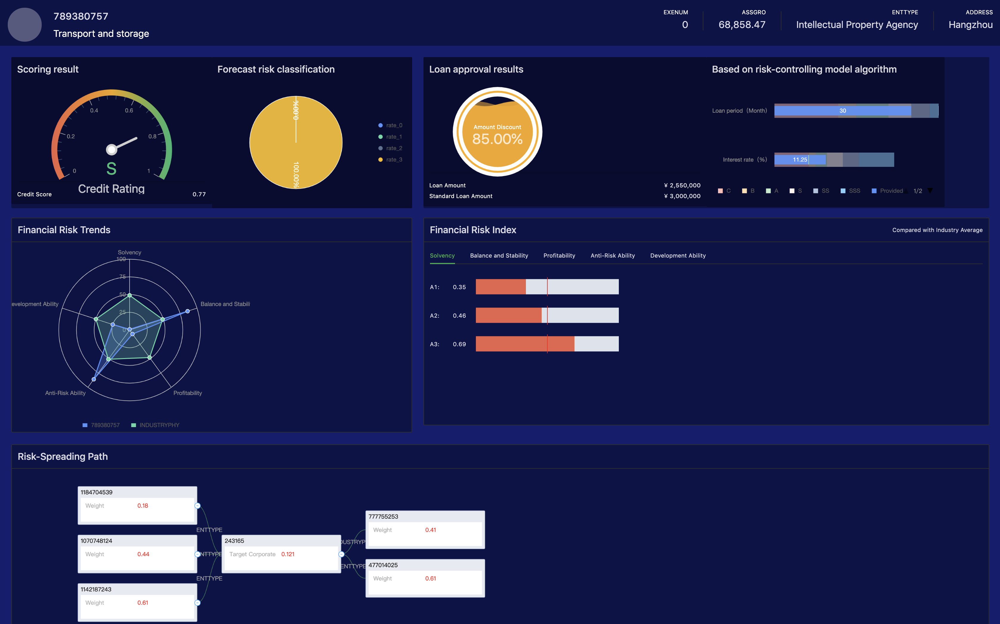 789380757
Transport and storage
EXENUM
0
ASSGRO
68,858.47
ENTTYPE
Intellectual Property Agency
ADDRESS
Hangzhou
Scoring result
0
0.2
0.4
0.6
0.8
1
S
Credit Rating
Credit Score 0.77
Forecast risk classification
0.00%
100.00%
rate_0
rate_1
rate_2
rate_3
Loan approval results
Amount Discount
85.00%
Loan Amount ¥ 2,550,000
Standard Loan Amount ¥ 3,000,000
Based on risk-controlling model algorithm
Loan period (Month) 30
Interest rate (%) 11.25
C B A S SS SSS Provided 1/2
Financial Risk Trends
Solvency
100
75
50
25
0
evelopment Ability
Balance and Stabili
Anti-Risk Ability
Profitability
789380757 INDUSTRYPHY
Financial Risk Index
Compared with Industry Average
Solvency Balance and Stability Profitability Anti-Risk Ability Development Ability
A1: 0.35
A2: 0.46
A3: 0.69
Risk-Spreading Path
1184704539
Weight 0.18
ENTTYPE
1070748124
Weight 0.44
NTTYPE
ENTTYPE
1142187243
Weight 0.61
243165
Target Corporate 0.121
DUSTRYP
ENTTYPE
777755253
Weight 0.41
477014025
Weight 0.61